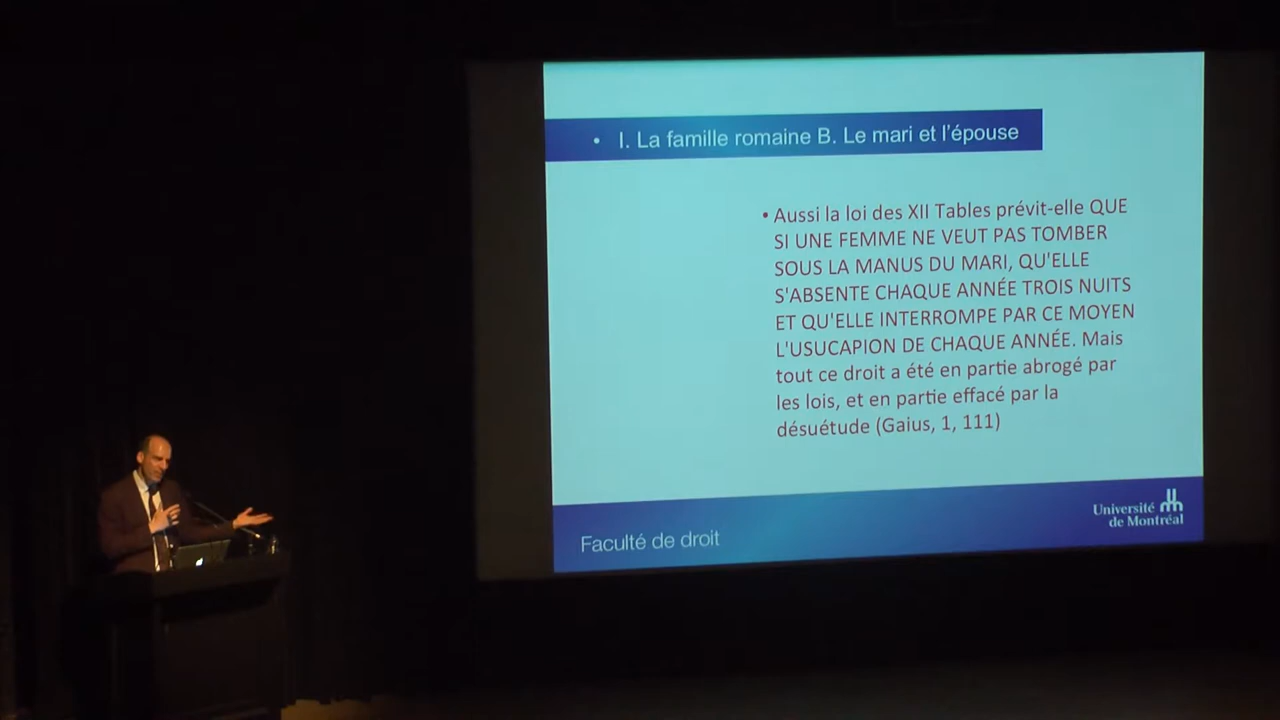 • I. La famille romaine B. Le mari et l'épouse
• Aussi la loi des XII Tables prévit-elle QUE
SI UNE FEMME NE VEUT PAS TOMBER
SOUS LA MANUS DU MARI, QU'ELLE
S'ABSENTE CHAQUE ANNÉE TROIS NUITS
ET QU'ELLE INTERROMPE PAR CE MOYEN
L'USUCAPION DE CHAQUE ANNÉE. Mais
tout ce droit a été en partie abrogé par
les lois, et en partie effacé par la
désuétude (Gaius, 1, 111)
Faculté de droit
Université
de Montréal